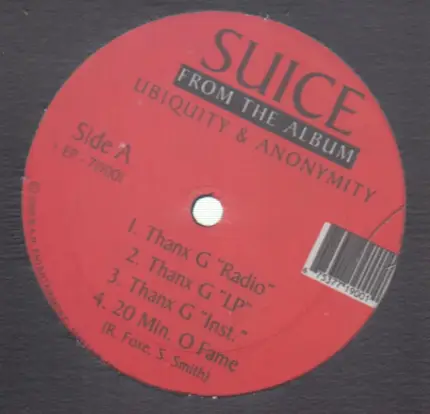 SUICE
FROM THE ALBUM
UBIQUITY & ANONYMITY
Side A
1. Thanx G "Radio"
2. Thanx G "LP"
3. Thanx G "Inst."
4. 20 Min. O Fame
(R. Foxe, S. Smith)